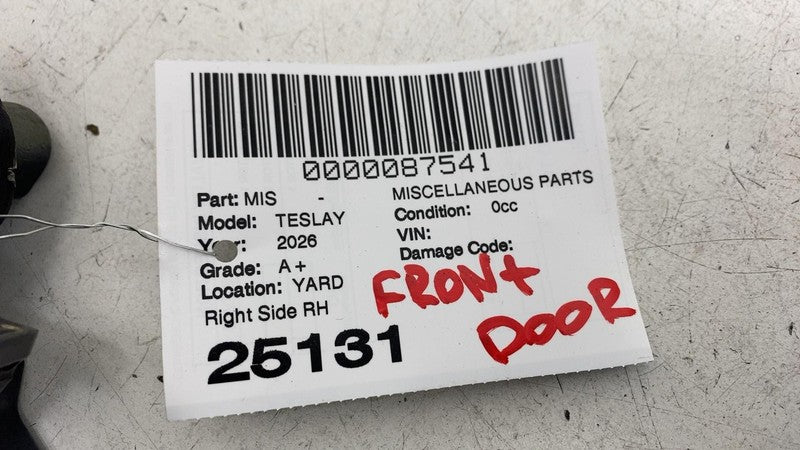 0000087541
Part: MIS - MISCELLANEOUS PARTS
Model: TESLAY Condition: 0cc
Year: 2026 VIN:
Grade: A+ Damage Code:
Location: YARD
Right Side RH
25131
FRONT
DOOR